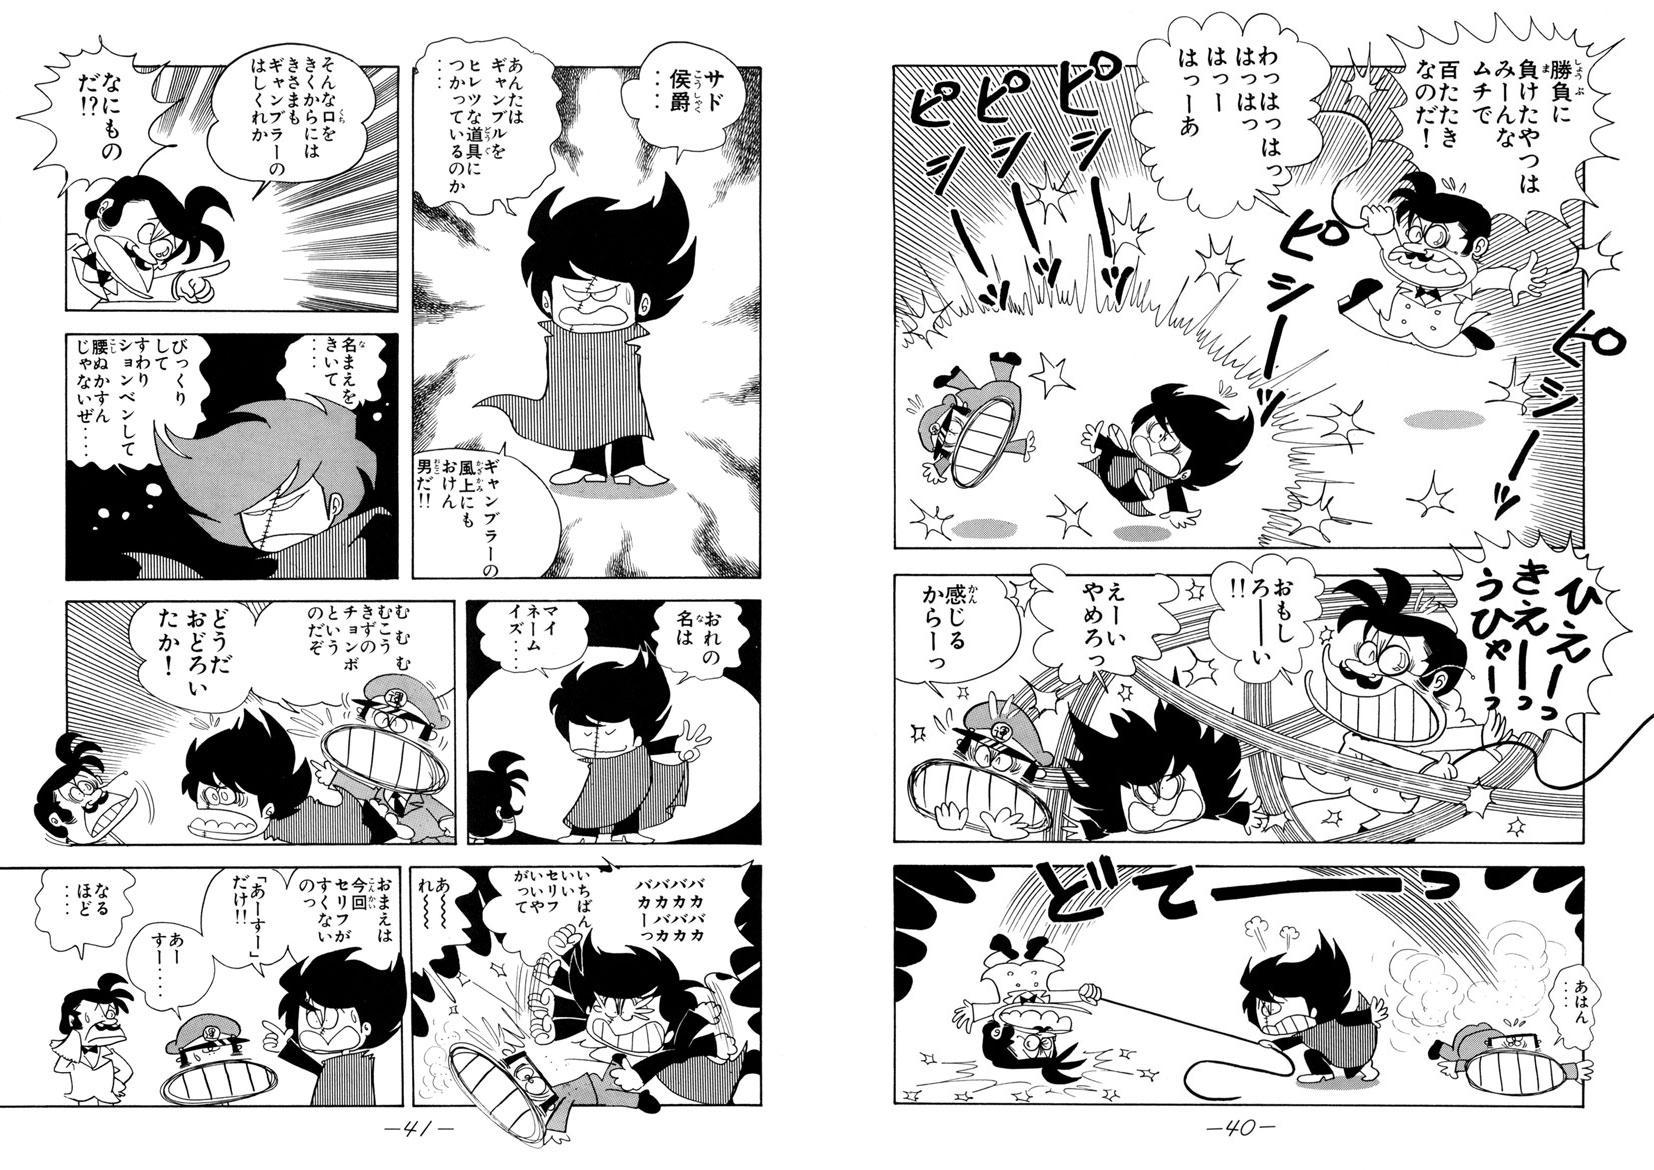 勝負に
負けたやつは
みーんな
ムチで
百たたき
なのだ!
わっはっはっ
はっはっ
はっー
はっーあ
ピシーッ
ピシーッ
ピシーッ
ピシーッ
ピシーッ
ひえーっ
きえーっ
うひゃーっ
おもし
ろーーい
!!
えーい
やめろっ
感じる
からーっ
どてーーっ
あはん
・・・・
—40—
サド
侯爵
・・・・
あんたは
ギャンブルを
ヒレツな道具に
つかっているのか
・・・・
ギャンブラーの
風上にも
おけん
男だ!!
そんな口を
きくからには
きさまも
ギャンブラーの
はしくれか
なにもの
だ!?
名まえを
きいて
・・・・
びっくり
して
すわり
ションベンして
腰ぬかすん
じゃないぜ・・・・
おれの
名は
マイ
ネーム
イズ・・・・
む む む
むこう
きずの
チョンボ
という
のだぞ
どうだ
おどろい
たか!
バカバカ
バカバカ
バカバカ
バカーっ
いちばん
いい
セリフ
いいや
がって
あ〜〜
れ〜〜〜
おまえは
今回
セリフが
すくない
のっ
「あーすー」
だけ!!
あー
すー・・・・
なる
ほど
・・・・
—41—